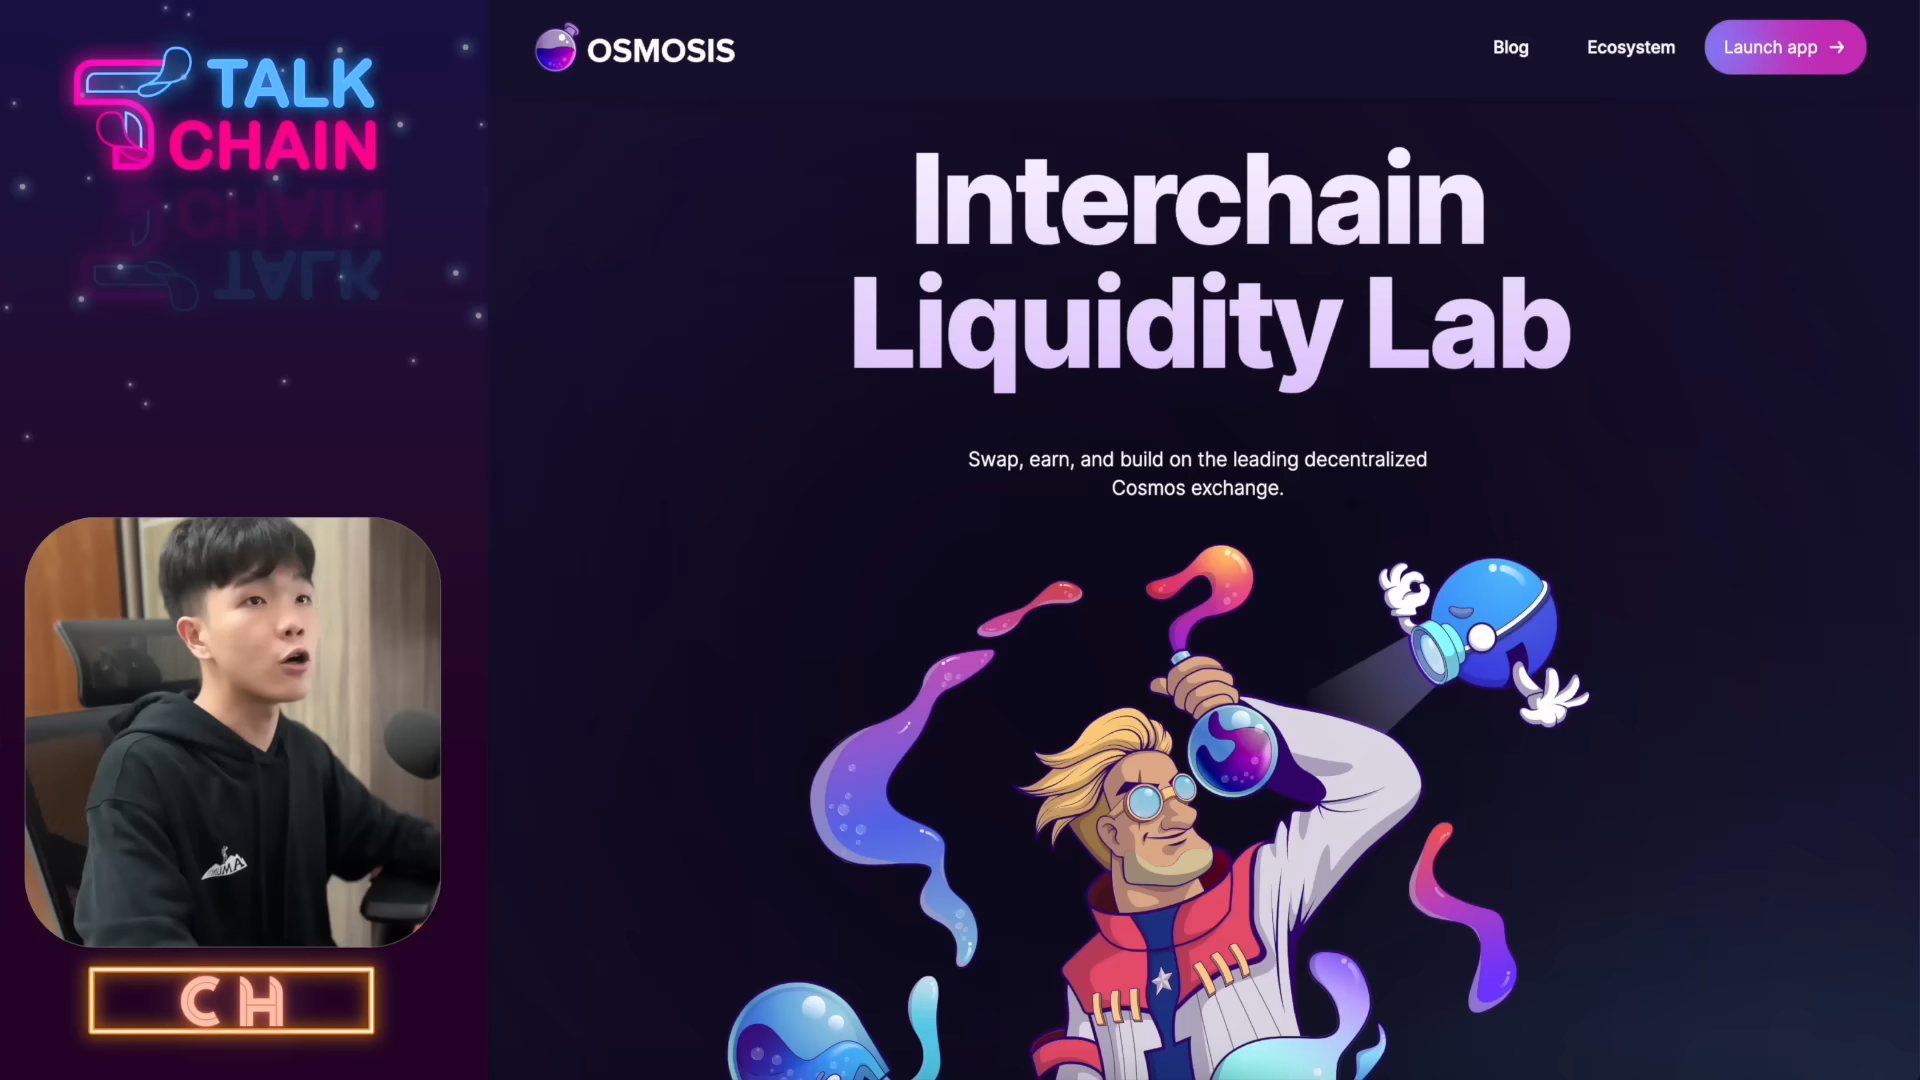 TALK
CHAIN
OSMOSIS
Blog
Ecosystem
Launch app →
Interchain
Liquidity Lab
Swap, earn, and build on the leading decentralized
Cosmos exchange.
CH